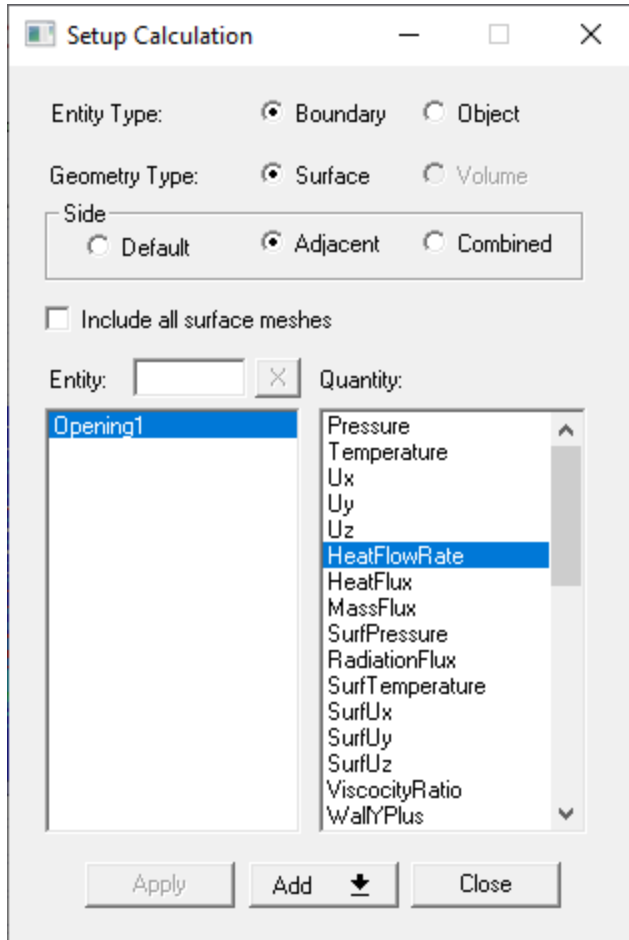 Setup Calculation
Entity Type: Boundary Object
Geometry Type: Surface Volume
Side
Default Adjacent Combined
Include all surface meshes
Entity: X Quantity:
Opening1
Pressure
Temperature
Ux
Uy
Uz
HeatFlowRate
HeatFlux
MassFlux
SurfPressure
RadiationFlux
SurfTemperature
SurfUx
SurfUy
SurfUz
ViscocityRatio
WallYPlus
Apply Add Close